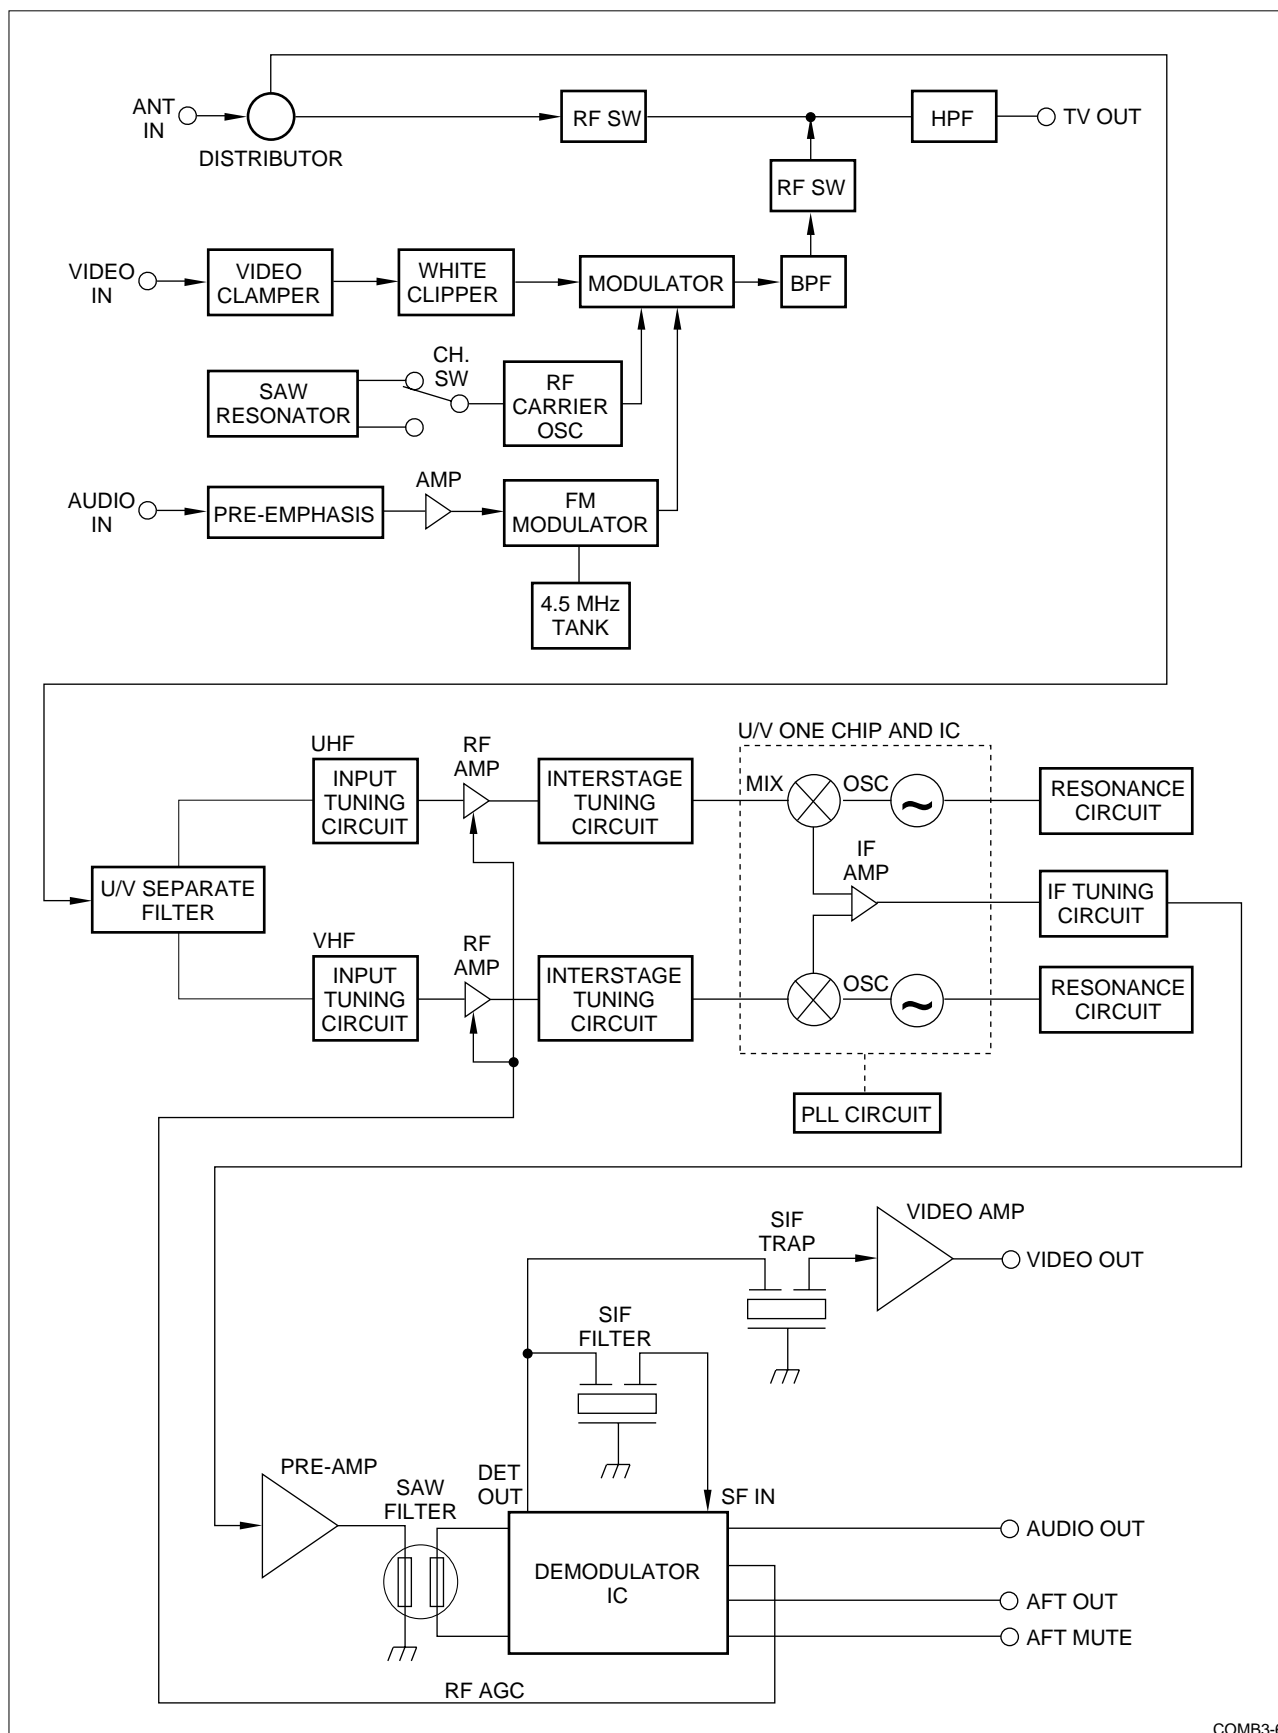 ANT
IN
DISTRIBUTOR
RF SW
HPF
TV OUT
RF SW
VIDEO
IN
VIDEO
CLAMPER
WHITE
CLIPPER
MODULATOR
BPF
SAW
RESONATOR
CH.
SW
RF
CARRIER
OSC
AUDIO
IN
PRE-EMPHASIS
AMP
FM
MODULATOR
4.5 MHz
TANK
U/V SEPARATE
FILTER
UHF
INPUT
TUNING
CIRCUIT
RF
AMP
INTERSTAGE
TUNING
CIRCUIT
U/V ONE CHIP AND IC
MIX
OSC
~
RESONANCE
CIRCUIT
IF
AMP
IF TUNING
CIRCUIT
VHF
INPUT
TUNING
CIRCUIT
RF
AMP
INTERSTAGE
TUNING
CIRCUIT
OSC
~
RESONANCE
CIRCUIT
PLL CIRCUIT
SIF
TRAP
VIDEO AMP
VIDEO OUT
SIF
FILTER
PRE-AMP
SAW
FILTER
DET
OUT
SF IN
DEMODULATOR
IC
AUDIO OUT
AFT OUT
AFT MUTE
RF AGC